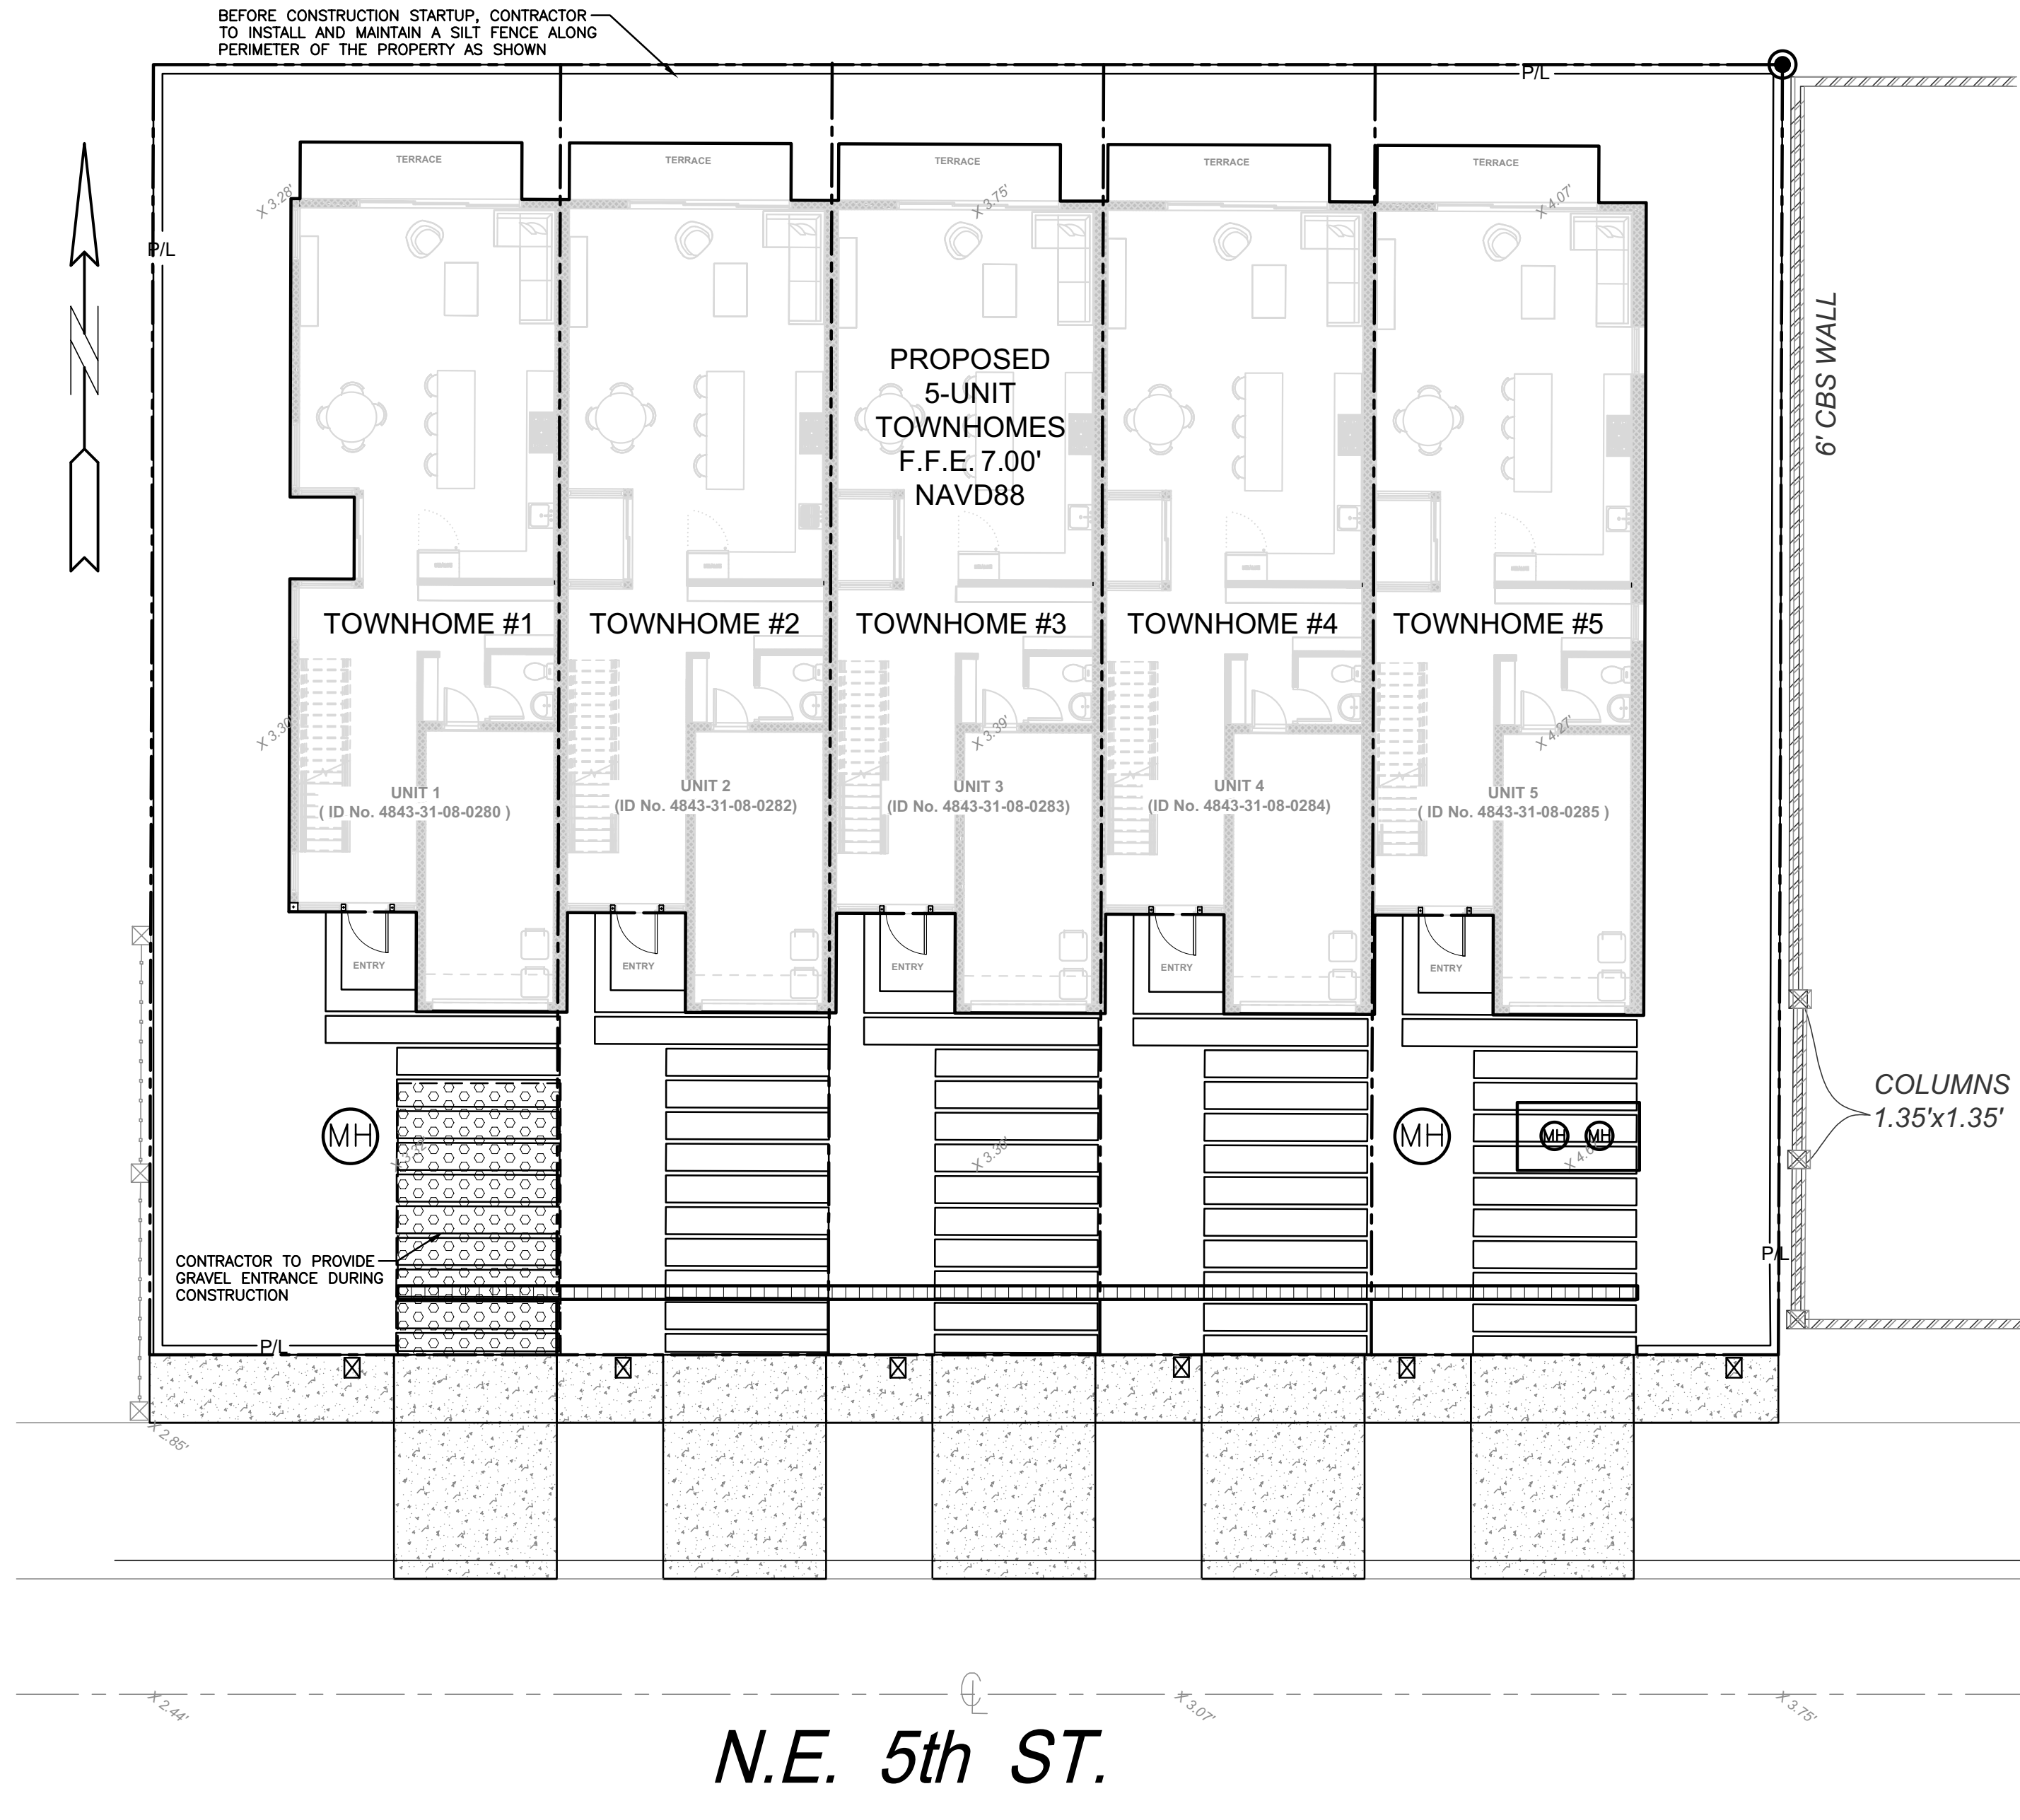 BEFORE CONSTRUCTION STARTUP, CONTRACTOR
TO INSTALL AND MAINTAIN A SILT FENCE ALONG
PERIMETER OF THE PROPERTY AS SHOWN
P/L
TERRACE
TERRACE
TERRACE
TERRACE
TERRACE
X 3.28'
X 3.75'
X 4.07'
P/L
N
6' CBS WALL
PROPOSED
5-UNIT
TOWNHOMES
F.F.E. 7.00'
NAVD88
TOWNHOME #1
TOWNHOME #2
TOWNHOME #3
TOWNHOME #4
TOWNHOME #5
X 3.30'
X 3.39'
X 4.27'
UNIT 1
( ID No. 4843-31-08-0280 )
UNIT 2
(ID No. 4843-31-08-0282)
UNIT 3
(ID No. 4843-31-08-0283)
UNIT 4
(ID No. 4843-31-08-0284)
UNIT 5
( ID No. 4843-31-08-0285 )
ENTRY
ENTRY
ENTRY
ENTRY
ENTRY
COLUMNS
1.35'x1.35'
MH
MH
MH
MH
CONTRACTOR TO PROVIDE
GRAVEL ENTRANCE DURING
CONSTRUCTION
P/L
P/L
X 2.85'
X 2.44'
CL
X 3.07'
X 3.75'
N.E. 5th ST.